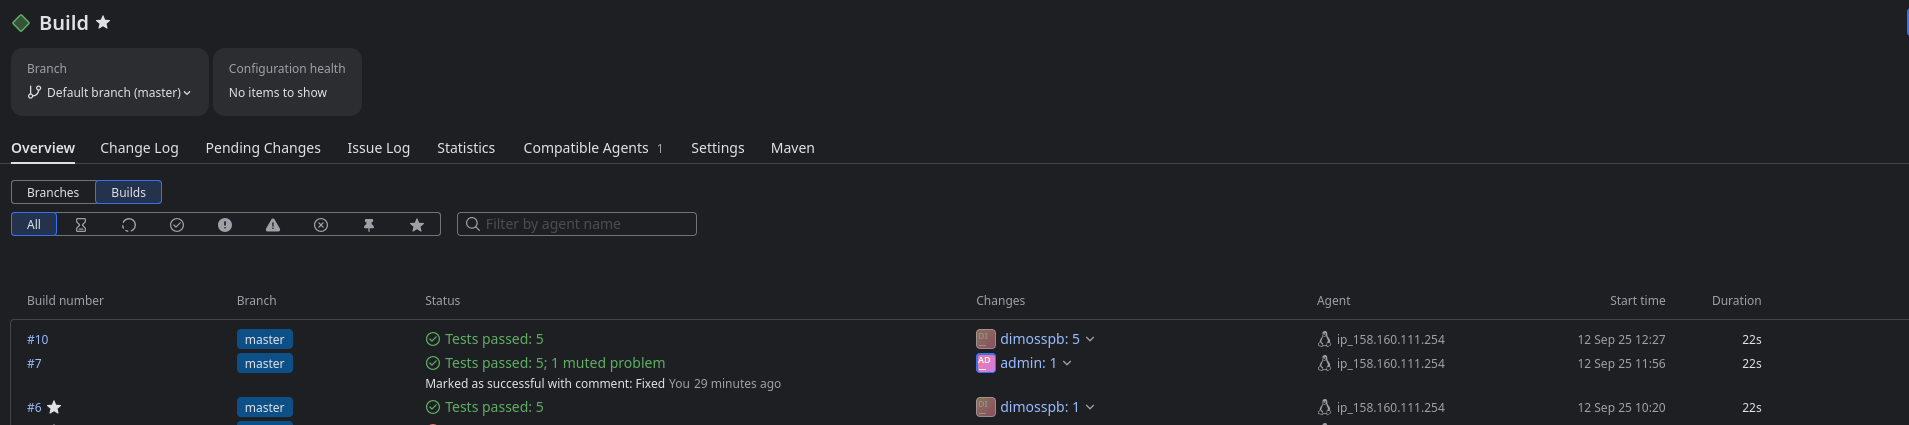 Build
Branch
Default branch (master)
Configuration health
No items to show
Overview Change Log Pending Changes Issue Log Statistics Compatible Agents 1 Settings Maven
Branches Builds
All Filter by agent name
Build number Branch Status Changes Agent Start time Duration
#10 master Tests passed: 5 DI dimosspb: 5 ip_158.160.111.254 12 Sep 25 12:27 22s
#7 master Tests passed: 5; 1 muted problem AD admin: 1 ip_158.160.111.254 12 Sep 25 11:56 22s
Marked as successful with comment: Fixed You 29 minutes ago
#6 master Tests passed: 5 DI dimosspb: 1 ip_158.160.111.254 12 Sep 25 10:20 22s